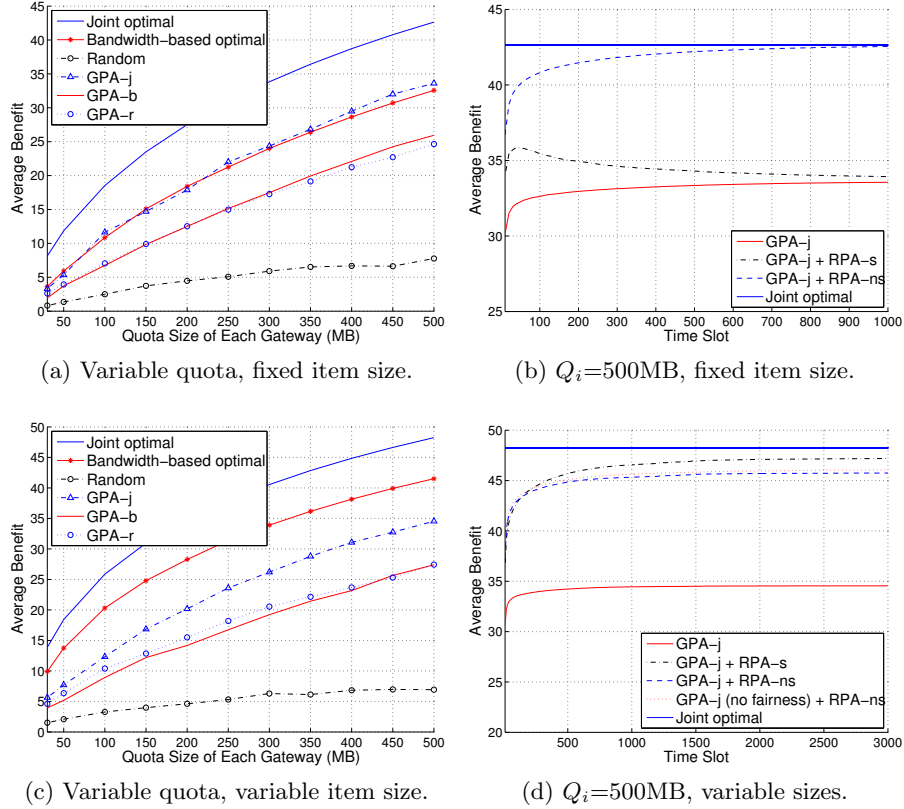 45
40
35
30
25
20
15
10
5
0
Average Benefit
Joint optimal
Bandwidth−based optimal
Random
GPA−j
GPA−b
GPA−r
50 100 150 200 250 300 350 400 450 500
Quota Size of Each Gateway (MB)
(a) Variable quota, fixed item size.
45
40
35
30
25
Average Benefit
GPA−j
GPA−j + RPA−s
GPA−j + RPA−ns
Joint optimal
100 200 300 400 500 600 700 800 900 1000
Time Slot
(b) Qi=500MB, fixed item size.
50
45
40
35
30
25
20
15
10
5
0
Average Benefit
Joint optimal
Bandwidth−based optimal
Random
GPA−j
GPA−b
GPA−r
50 100 150 200 250 300 350 400 450 500
Quota Size of Each Gateway (MB)
(c) Variable quota, variable item size.
50
45
40
35
30
25
20
Average Benefit
GPA−j
GPA−j + RPA−s
GPA−j + RPA−ns
GPA−j (no fairness) + RPA−ns
Joint optimal
500 1000 1500 2000 2500 3000
Time Slot
(d) Qi=500MB, variable sizes.